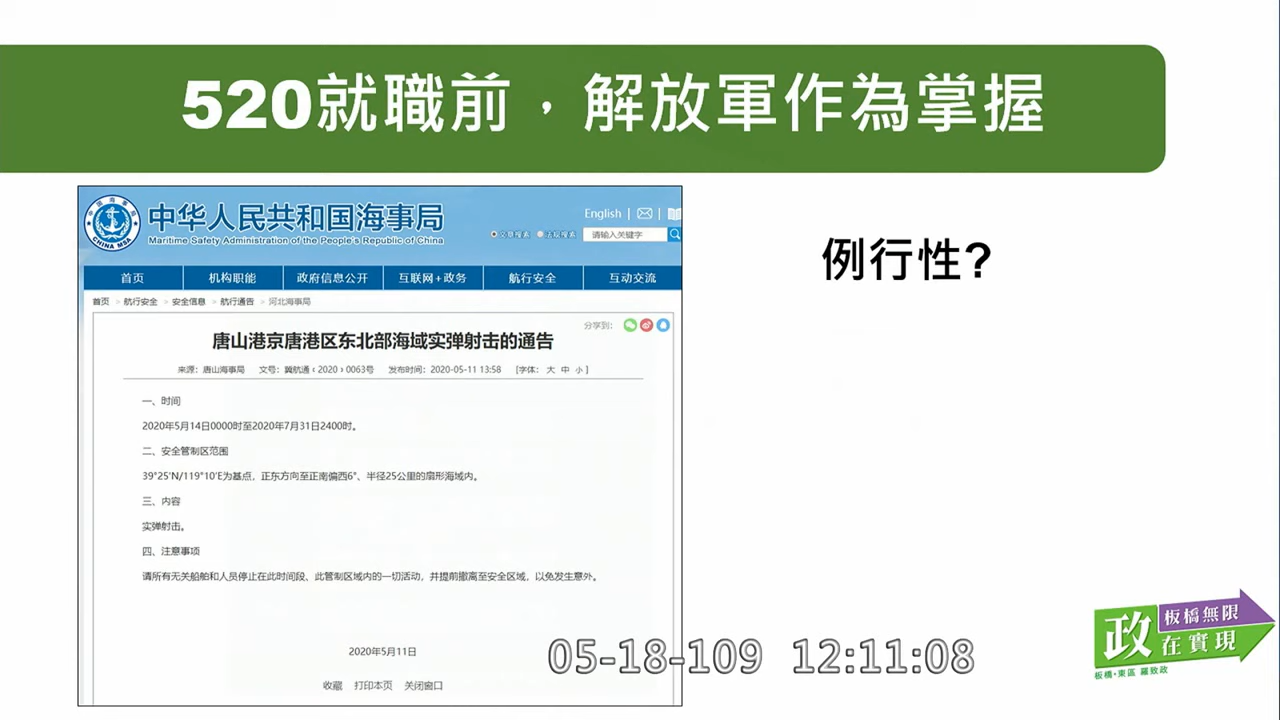 520就職前，解放軍作為掌握
中华人民共和国海事局
Maritime Safety Administration of the People's Republic of China
CHINA MSA
English
请输入关键字
首页 机构职能 政府信息公开 互联网+政务 航行安全 互动交流
首页 > 航行安全 > 安全信息 > 航行通告 > 河北海事局
分享到：
唐山港京唐港区东北部海域实弹射击的通告
来源：唐山海事局 文号：冀航通﹝2020﹞0063号 发布时间：2020-05-11 13:58 [字体： 大 中 小 ]
一、时间
2020年5月14日0000时至2020年7月31日2400时。
二、安全管制区范围
39°25′N/119°10′E为基点，正东方向至正南偏西6°、半径25公里的扇形海域内。
三、内容
实弹射击。
四、注意事项
请所有无关船舶和人员停止在此时间段、此管制区域内的一切活动，并提前撤离至安全区域，以免发生意外。
2020年5月11日
收藏 打印本页 关闭窗口
例行性?
05-18-109 12:11:08
政
板橋無限
在實現
板橋・東區 羅致政